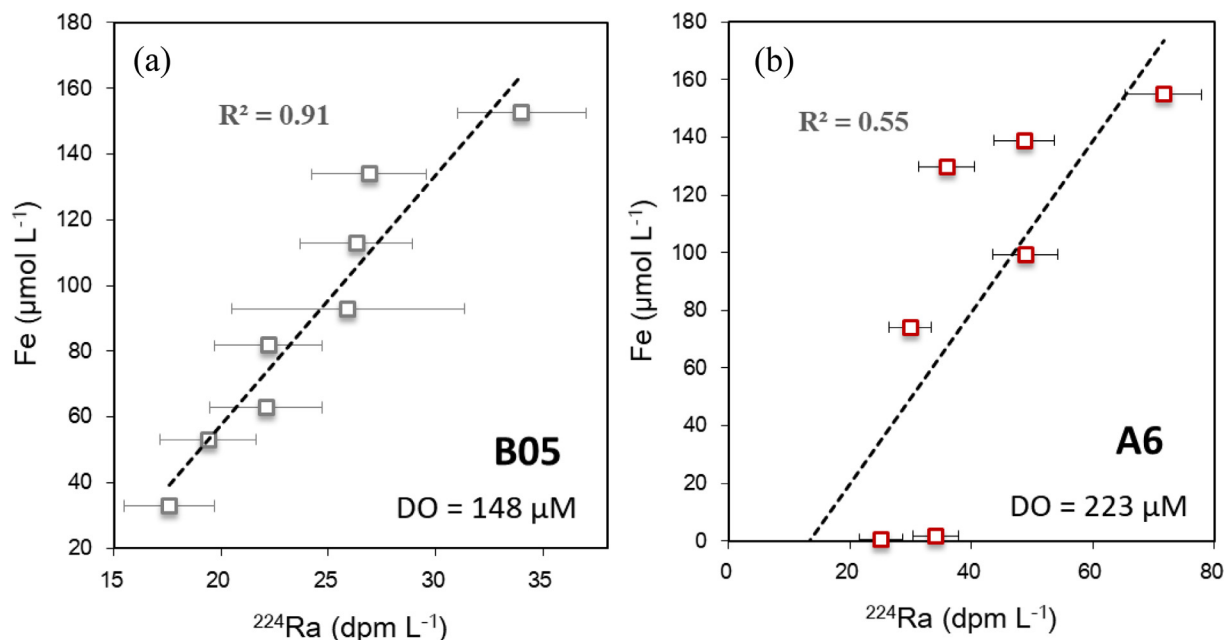 (a)
R² = 0.91
B05
DO = 148 µM
Fe (µmol L⁻¹)
180
160
140
120
100
80
60
40
20
15
20
25
30
35
²²⁴Ra (dpm L⁻¹)
(b)
R² = 0.55
A6
DO = 223 µM
Fe (µmol L⁻¹)
180
160
140
120
100
80
60
40
20
0
0
20
40
60
80
²²⁴Ra (dpm L⁻¹)